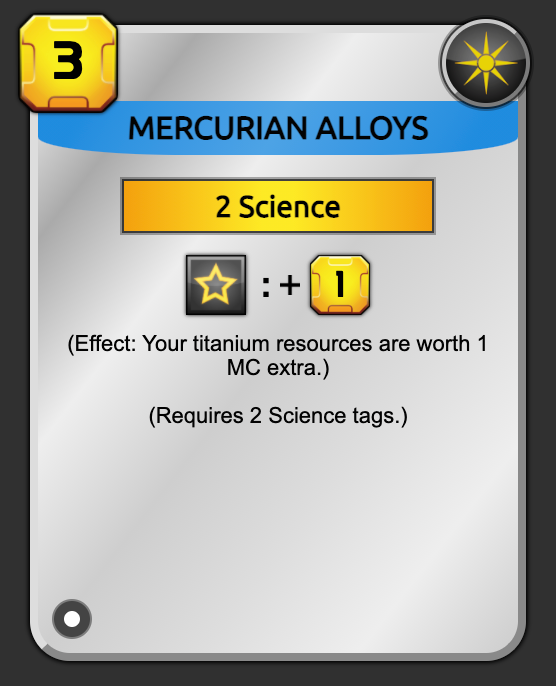 3
MERCURIAN ALLOYS
2 Science
: + 1
(Effect: Your titanium resources are worth 1
MC extra.)
(Requires 2 Science tags.)